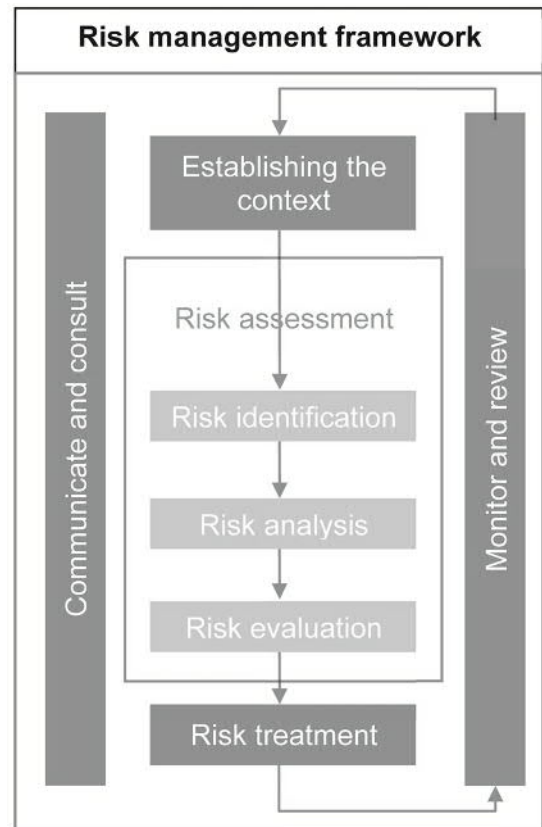 Risk management framework
Establishing the
context
Communicate and consult
Risk assessment
Risk identification
Risk analysis
Risk evaluation
Monitor and review
Risk treatment